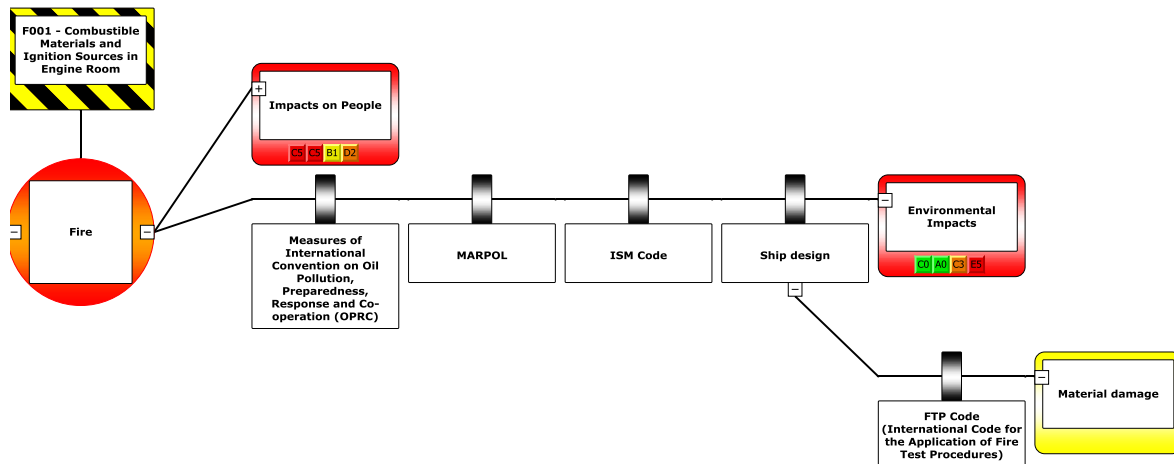 F001 - Combustible
Materials and
Ignition Sources in
Engine Room
Fire
Impacts on People
C5 C5 B1 D2
Measures of
International
Convention on Oil
Pollution,
Preparedness,
Response and Co-
operation (OPRC)
MARPOL
ISM Code
Ship design
Environmental
Impacts
C0 A0 C3 E5
FTP Code
(International Code for
the Application of Fire
Test Procedures)
Material damage